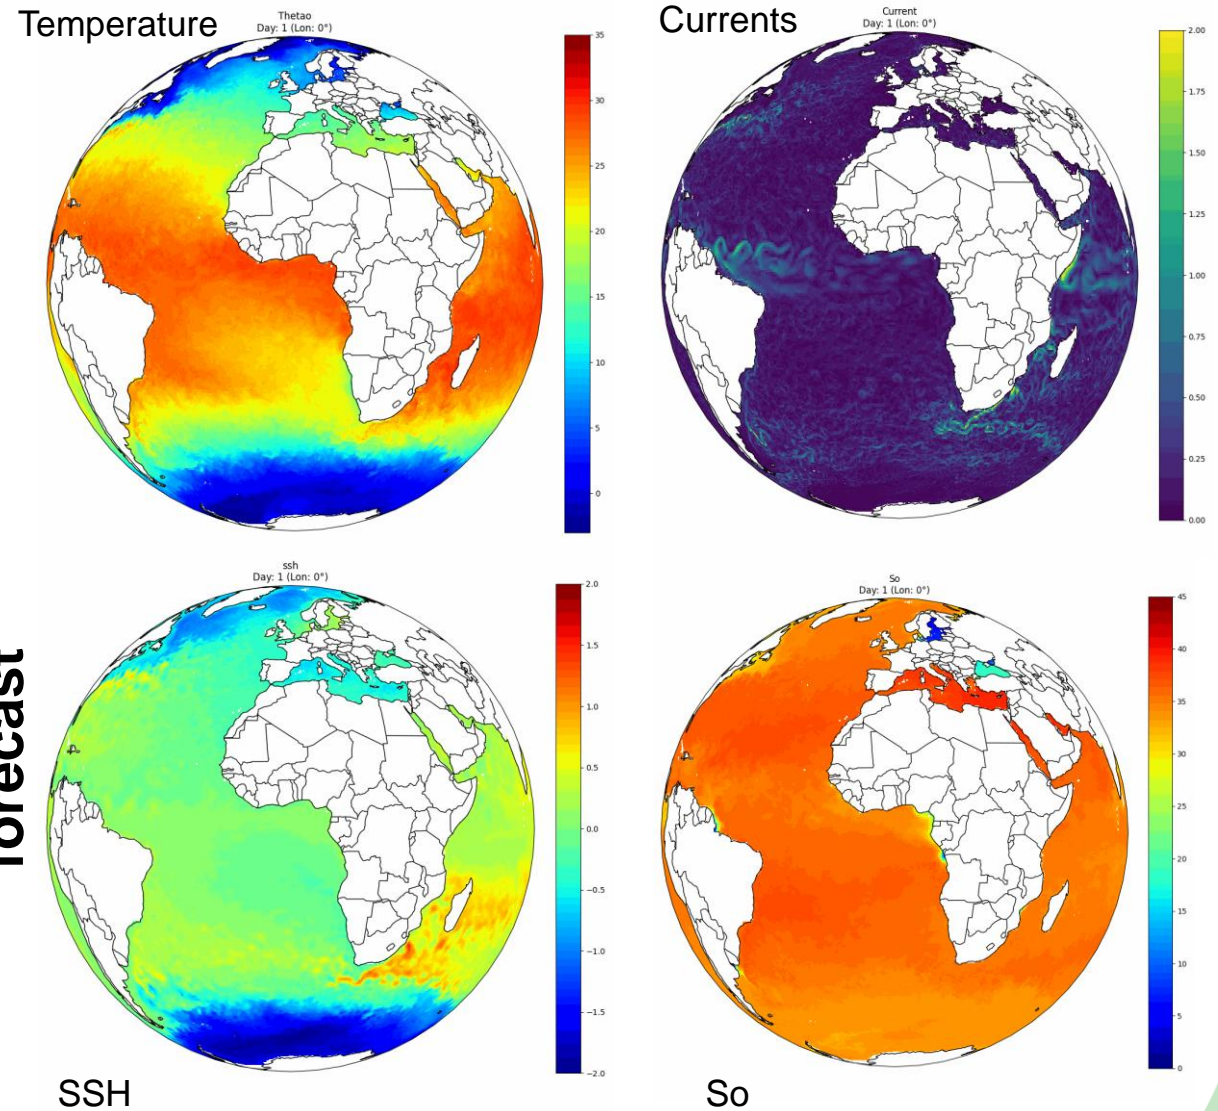 Temperature
Thetao
Day: 1 (Lon: 0°)
35
30
25
20
15
10
5
0
Currents
Current
Day: 1 (Lon: 0°)
2.00
1.75
1.50
1.25
1.00
0.75
0.50
0.25
0.00
forecast
ssh
Day: 1 (Lon: 0°)
2.0
1.5
1.0
0.5
0.0
−0.5
−1.0
−1.5
−2.0
SSH
So
Day: 1 (Lon: 0°)
45
40
35
30
25
20
15
10
5
0
So